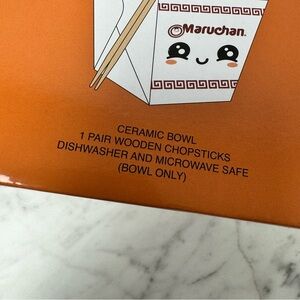 Maruchan.
CERAMIC BOWL
1 PAIR WOODEN CHOPSTICKS
DISHWASHER AND MICROWAVE SAFE
(BOWL ONLY)